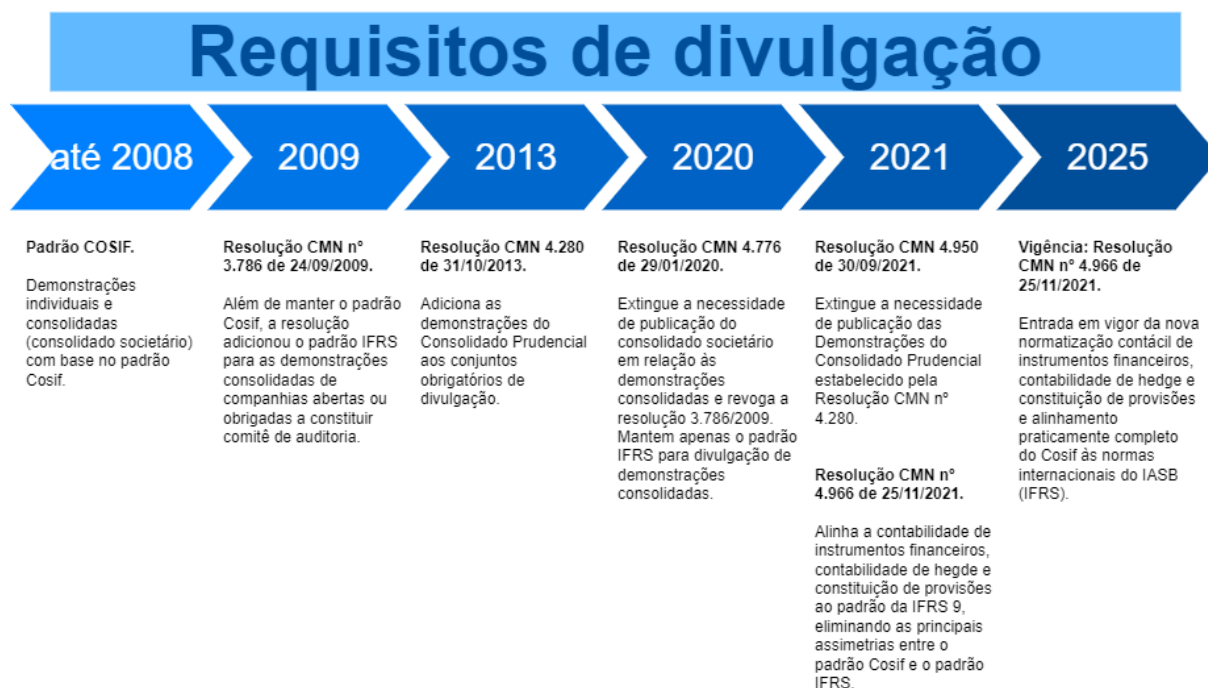 Requisitos de divulgação
até 2008
2009
2013
2020
2021
2025
Padrão COSIF.
Demonstrações
individuais e
consolidadas
(consolidado societário)
com base no padrão
Cosif.
Resolução CMN nº
3.786 de 24/09/2009.
Além de manter o padrão
Cosif, a resolução
adicionou o padrão IFRS
para as demonstrações
consolidadas de
companhias abertas ou
obrigadas a constituir
comitê de auditoria.
Resolução CMN 4.280
de 31/10/2013.
Adiciona as
demonstrações do
Consolidado Prudencial
aos conjuntos
obrigatórios de
divulgação.
Resolução CMN 4.776
de 29/01/2020.
Extingue a necessidade
de publicação do
consolidado societário
em relação às
demonstrações
consolidadas e revoga a
resolução 3.786/2009.
Mantem apenas o padrão
IFRS para divulgação de
demonstrações
consolidadas.
Resolução CMN 4.950
de 30/09/2021.
Extingue a necessidade
de publicação das
Demonstrações do
Consolidado Prudencial
estabelecido pela
Resolução CMN nº
4.280.
Resolução CMN nº
4.966 de 25/11/2021.
Alinha a contabilidade de
instrumentos financeiros,
contabilidade de hegde e
constituição de provisões
ao padrão da IFRS 9,
eliminando as principais
assimetrias entre o
padrão Cosif e o padrão
IFRS.
Vigência: Resolução
CMN nº 4.966 de
25/11/2021.
Entrada em vigor da nova
normatização contácil de
instrumentos financeiros,
contabilidade de hedge e
constituição de provisões
e alinhamento
praticamente completo
do Cosif às normas
internacionais do IASB
(IFRS).